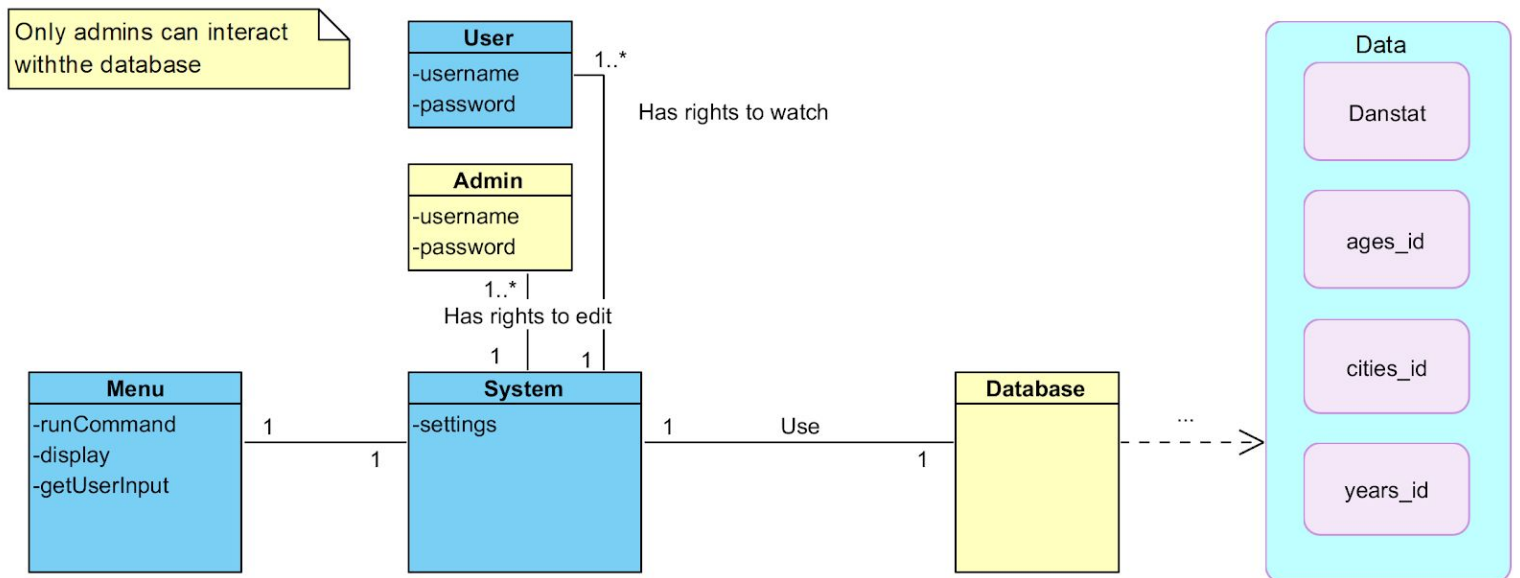 Only admins can interact
withthe database
User
-username
-password
1..*
Has rights to watch
Admin
-username
-password
1..*
Has rights to edit
1
1
Menu
-runCommand
-display
-getUserInput
1
1
System
-settings
1
Use
1
Database
...
Data
Danstat
ages_id
cities_id
years_id